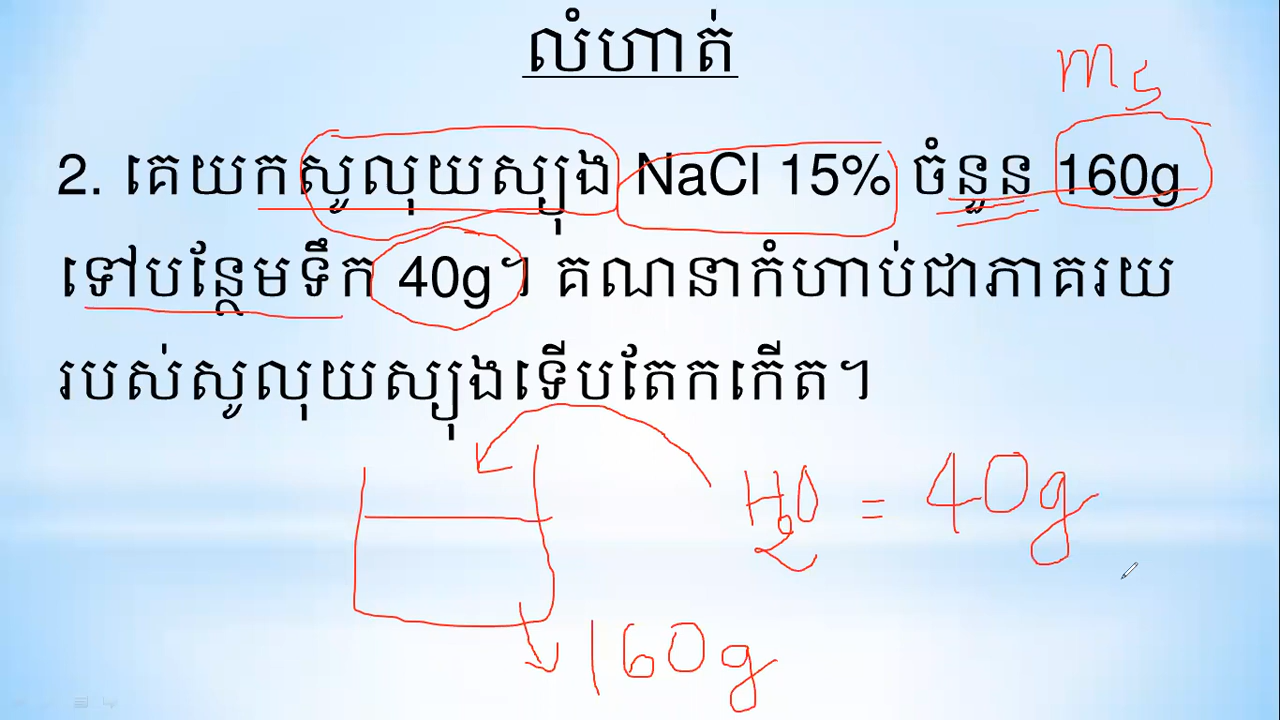 លំហាត់
m s
2. គេយកសូលុយស្យុង NaCl 15% ចំនួន 160g
ទៅបន្ថែមទឹក 40g។ គណនាកំហាប់ជាភាគរយ
របស់សូលុយស្យុងទើបតែកកើត។
H2O = 40g
160g